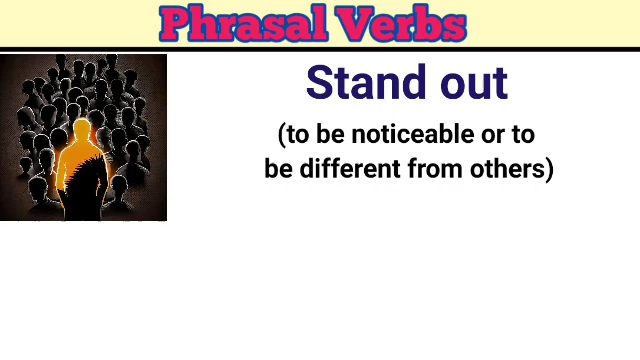 Phrasal Verbs
Stand out
(to be noticeable or to
be different from others)